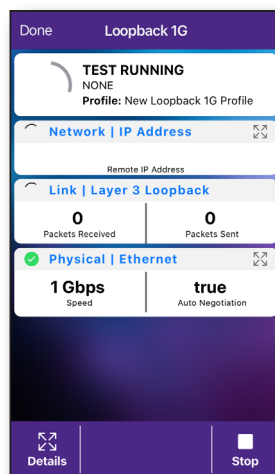 Done Loopback 1G
TEST RUNNING
NONE
Profile: New Loopback 1G Profile
Network | IP Address
Remote IP Address
Link | Layer 3 Loopback
0 0
Packets Received Packets Sent
Physical | Ethernet
1 Gbps true
Speed Auto Negotiation
Details Stop